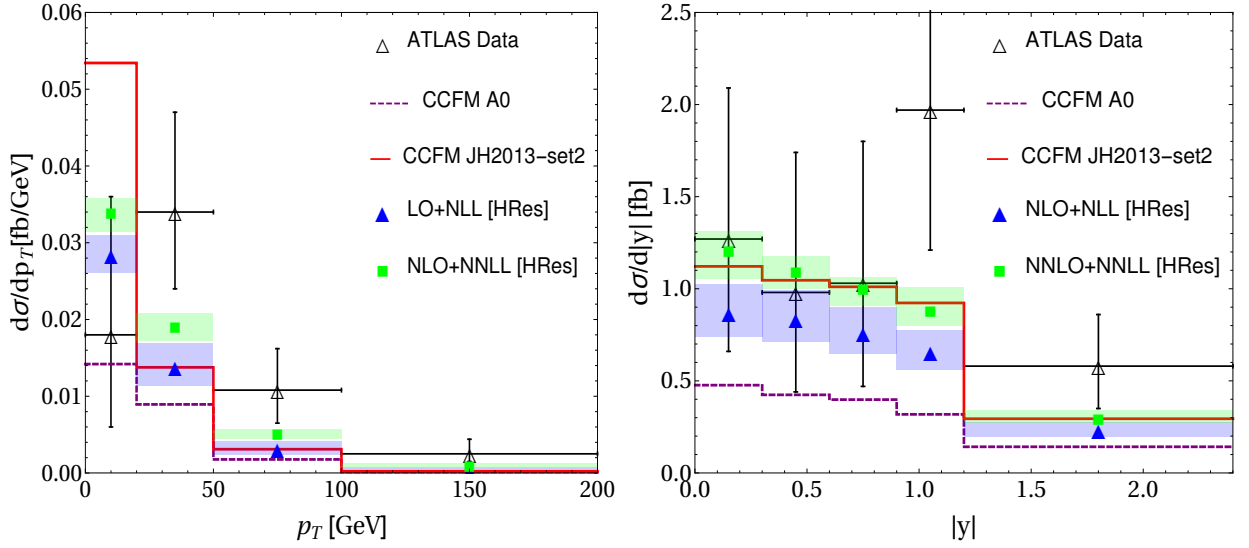 0.06
0.05
0.04
0.03
0.02
0.01
0.00
dσ/dp_T[fb/GeV]
ATLAS Data
CCFM A0
CCFM JH2013-set2
LO+NLL [HRes]
NLO+NNLL [HRes]
0 50 100 150 200
p_T [GeV]
2.5
2.0
1.5
1.0
0.5
0.0
dσ/d|y| [fb]
ATLAS Data
CCFM A0
CCFM JH2013-set2
NLO+NLL [HRes]
NNLO+NNLL [HRes]
0.0 0.5 1.0 1.5 2.0
|y|